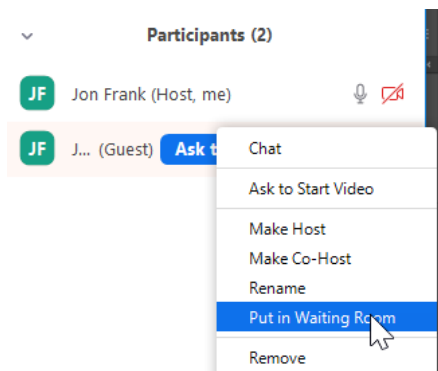 Participants (2)
JF Jon Frank (Host, me)
JF J... (Guest) Ask t
Chat
Ask to Start Video
Make Host
Make Co-Host
Rename
Put in Waiting Room
Remove